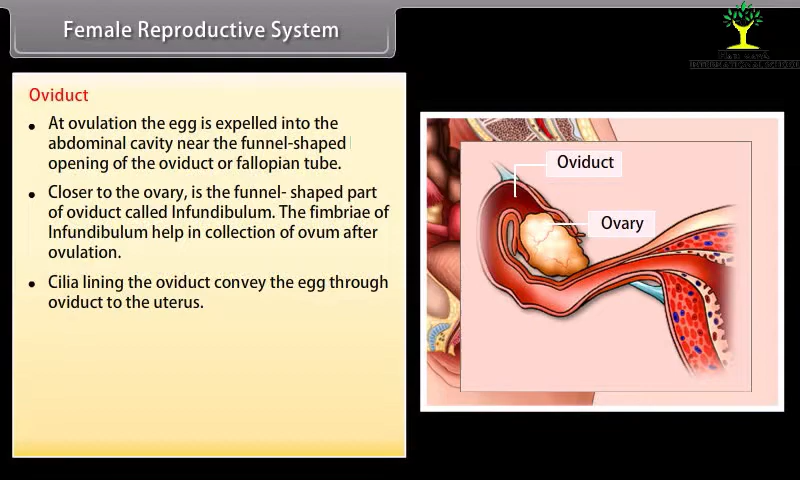 Female Reproductive System
Oviduct
• At ovulation the egg is expelled into the
abdominal cavity near the funnel-shaped
opening of the oviduct or fallopian tube.
• Closer to the ovary, is the funnel- shaped part
of oviduct called Infundibulum. The fimbriae of
Infundibulum help in collection of ovum after
ovulation.
• Cilia lining the oviduct convey the egg through
oviduct to the uterus.
Oviduct
Ovary
INTERNATIONAL SCHOOL